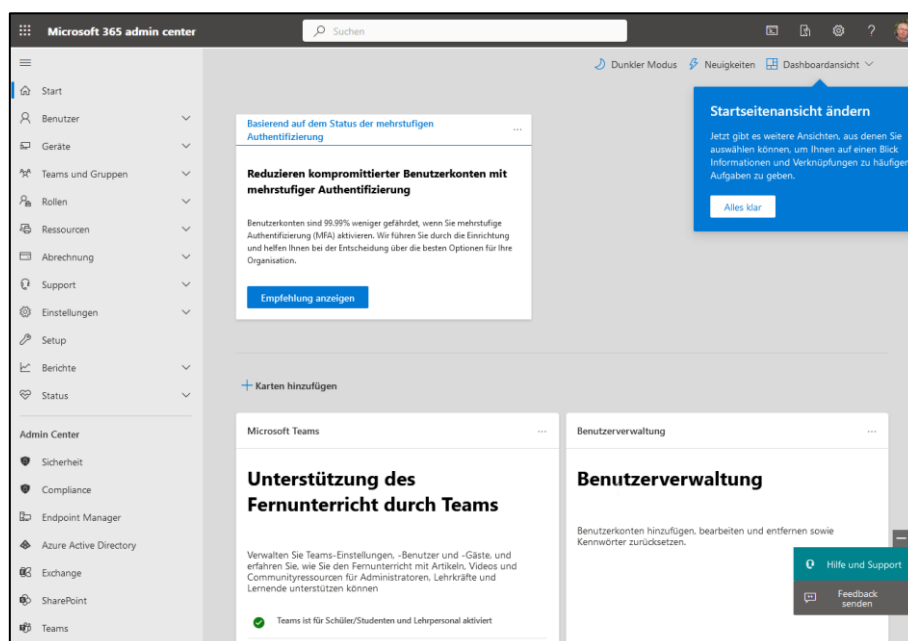 Microsoft 365 admin center
Suchen
Dunkler Modus
Neuigkeiten
Dashboardansicht
Start
Benutzer
Geräte
Teams und Gruppen
Rollen
Ressourcen
Abrechnung
Support
Einstellungen
Setup
Berichte
Status
Admin Center
Sicherheit
Compliance
Endpoint Manager
Azure Active Directory
Exchange
SharePoint
Teams
Basierend auf dem Status der mehrstufigen
Authentifizierung
...
Reduzieren kompromittierter Benutzerkonten mit
mehrstufiger Authentifizierung
Benutzerkonten sind 99.99% weniger gefährdet, wenn Sie mehrstufige
Authentifizierung (MFA) aktivieren. Wir führen Sie durch die Einrichtung
und helfen Ihnen bei der Entscheidung über die besten Optionen für Ihre
Organisation.
Empfehlung anzeigen
Startseitenansicht ändern
Jetzt gibt es weitere Ansichten, aus denen Sie
auswählen können, um Ihnen auf einen Blick
Informationen und Verknüpfungen zu häufigen
Aufgaben zu geben.
Alles klar
+ Karten hinzufügen
Microsoft Teams
...
Unterstützung des
Fernunterricht durch Teams
Verwalten Sie Teams-Einstellungen, -Benutzer und -Gäste, und
erfahren Sie, wie Sie den Fernunterricht mit Artikeln, Videos und
Communityressourcen für Administratoren, Lehrkräfte und
Lernende unterstützen können
Teams ist für Schüler/Studenten und Lehrpersonal aktiviert
Benutzerverwaltung
...
Benutzerverwaltung
Benutzerkonten hinzufügen, bearbeiten und entfernen sowie
Kennwörter zurücksetzen.
Hilfe und Support
Feedback
senden